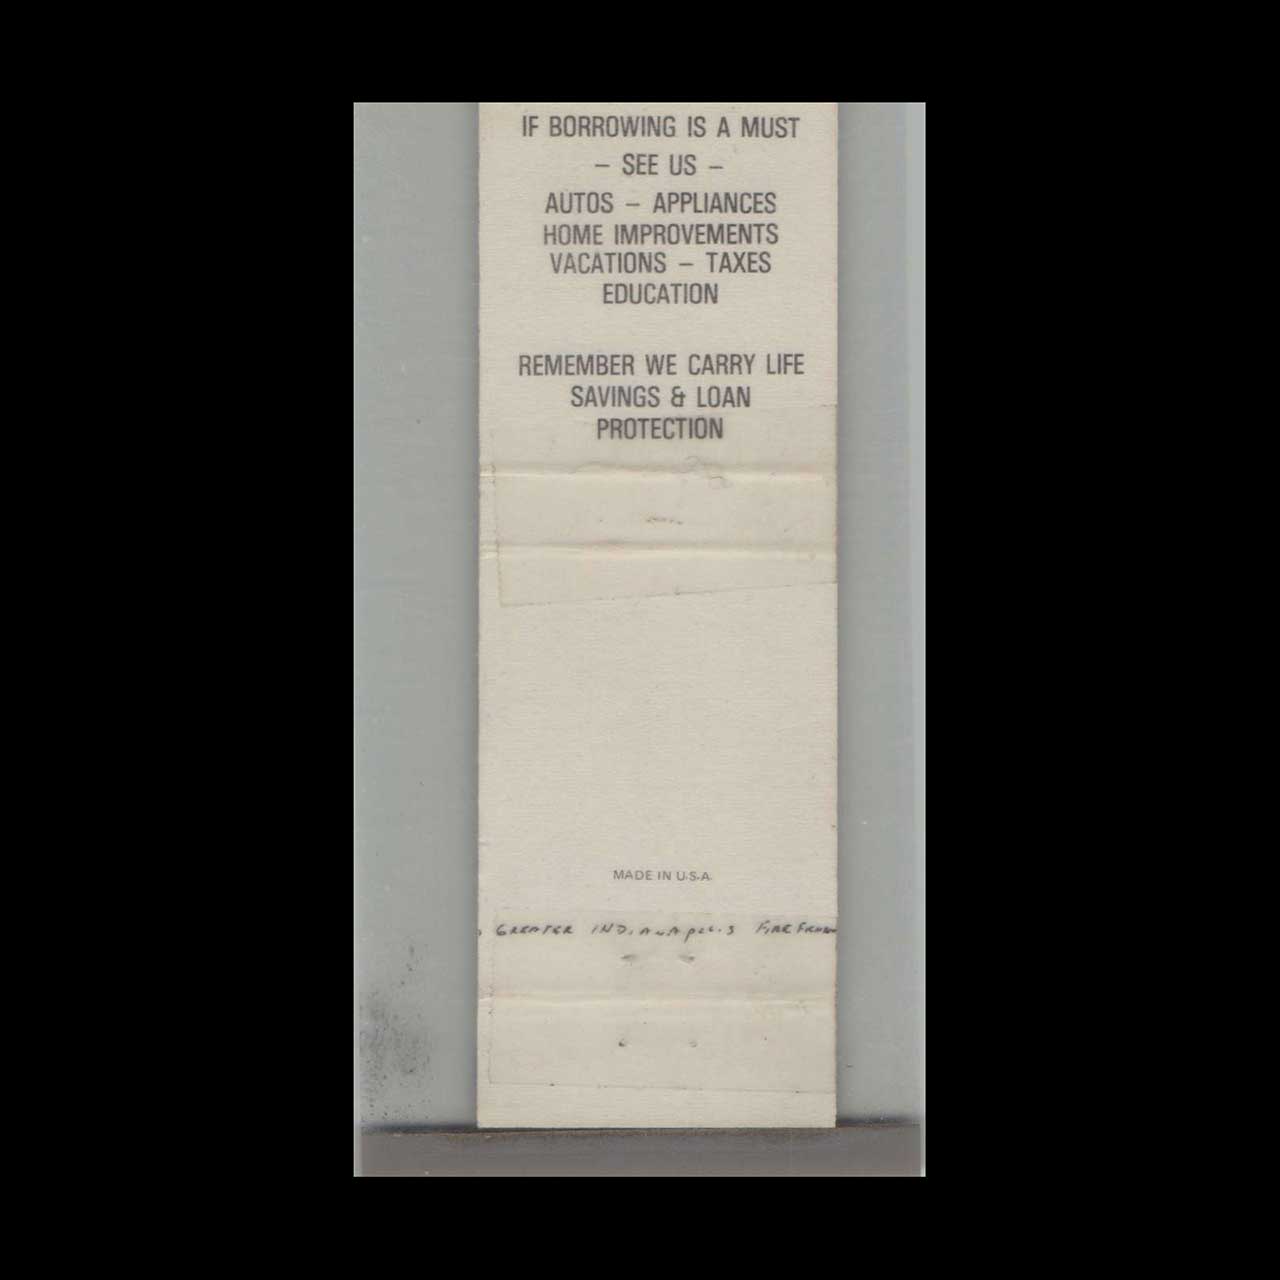 IF BORROWING IS A MUST
– SEE US –
AUTOS – APPLIANCES
HOME IMPROVEMENTS
VACATIONS – TAXES
EDUCATION
REMEMBER WE CARRY LIFE
SAVINGS & LOAN
PROTECTION
MADE IN U.S.A.
GREATER INDIANAPOLIS